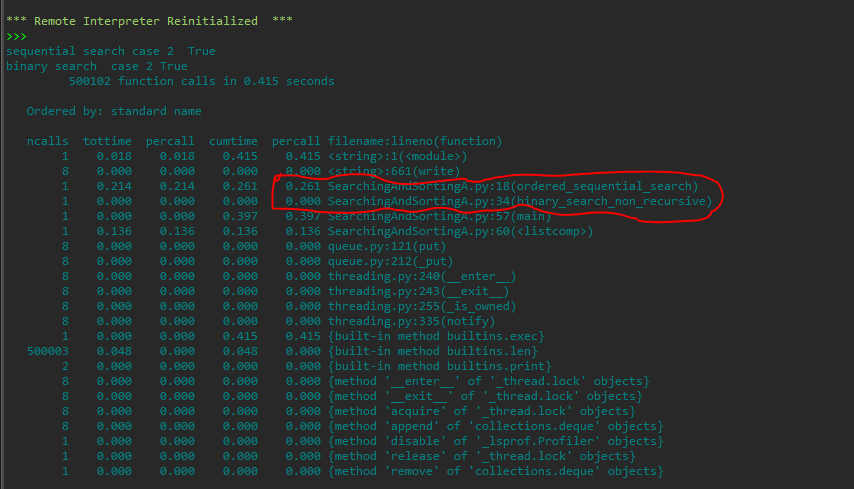 *** Remote Interpreter Reinitialized  ***
>>>
sequential search case 2  True
binary search  case 2 True
         500102 function calls in 0.415 seconds
   Ordered by: standard name
   ncalls  tottime  percall  cumtime  percall filename:lineno(function)
        1    0.018    0.018    0.415    0.415 <string>:1(<module>)
        8    0.000    0.000    0.000    0.000 <string>:661(write)
        1    0.214    0.214    0.261    0.261 SearchingAndSortingA.py:18(ordered_sequential_search)
        1    0.000    0.000    0.000    0.000 SearchingAndSortingA.py:34(binary_search_non_recursive)
        1    0.000    0.000    0.397    0.397 SearchingAndSortingA.py:57(main)
        1    0.136    0.136    0.136    0.136 SearchingAndSortingA.py:60(<listcomp>)
        8    0.000    0.000    0.000    0.000 queue.py:121(put)
        8    0.000    0.000    0.000    0.000 queue.py:212(_put)
        8    0.000    0.000    0.000    0.000 threading.py:240(__enter__)
        8    0.000    0.000    0.000    0.000 threading.py:243(__exit__)
        8    0.000    0.000    0.000    0.000 threading.py:255(_is_owned)
        8    0.000    0.000    0.000    0.000 threading.py:335(notify)
        1    0.000    0.000    0.415    0.415 {built-in method builtins.exec}
   500003    0.048    0.000    0.048    0.000 {built-in method builtins.len}
        2    0.000    0.000    0.000    0.000 {built-in method builtins.print}
        8    0.000    0.000    0.000    0.000 {method '__enter__' of '_thread.lock' objects}
        8    0.000    0.000    0.000    0.000 {method '__exit__' of '_thread.lock' objects}
        8    0.000    0.000    0.000    0.000 {method 'acquire' of '_thread.lock' objects}
        8    0.000    0.000    0.000    0.000 {method 'append' of 'collections.deque' objects}
        1    0.000    0.000    0.000    0.000 {method 'disable' of '_lsprof.Profiler' objects}
        1    0.000    0.000    0.000    0.000 {method 'release' of '_thread.lock' objects}
        1    0.000    0.000    0.000    0.000 {method 'remove' of 'collections.deque' objects}